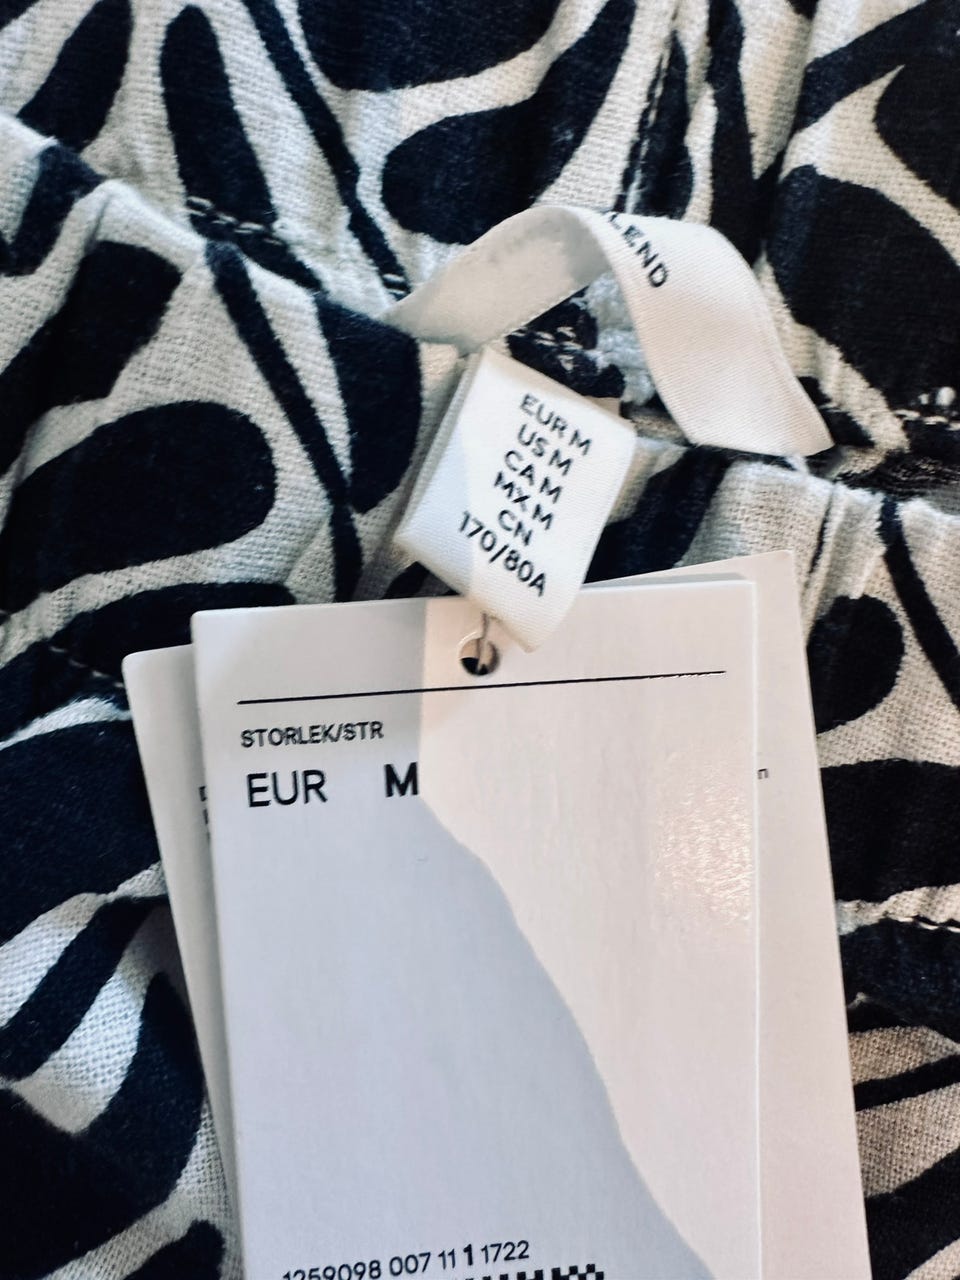 LEND
EUR M
US M
CA M
MX M
CN
170/80A
STORLEK/STR
EUR M
1259098 007 11 1 1722